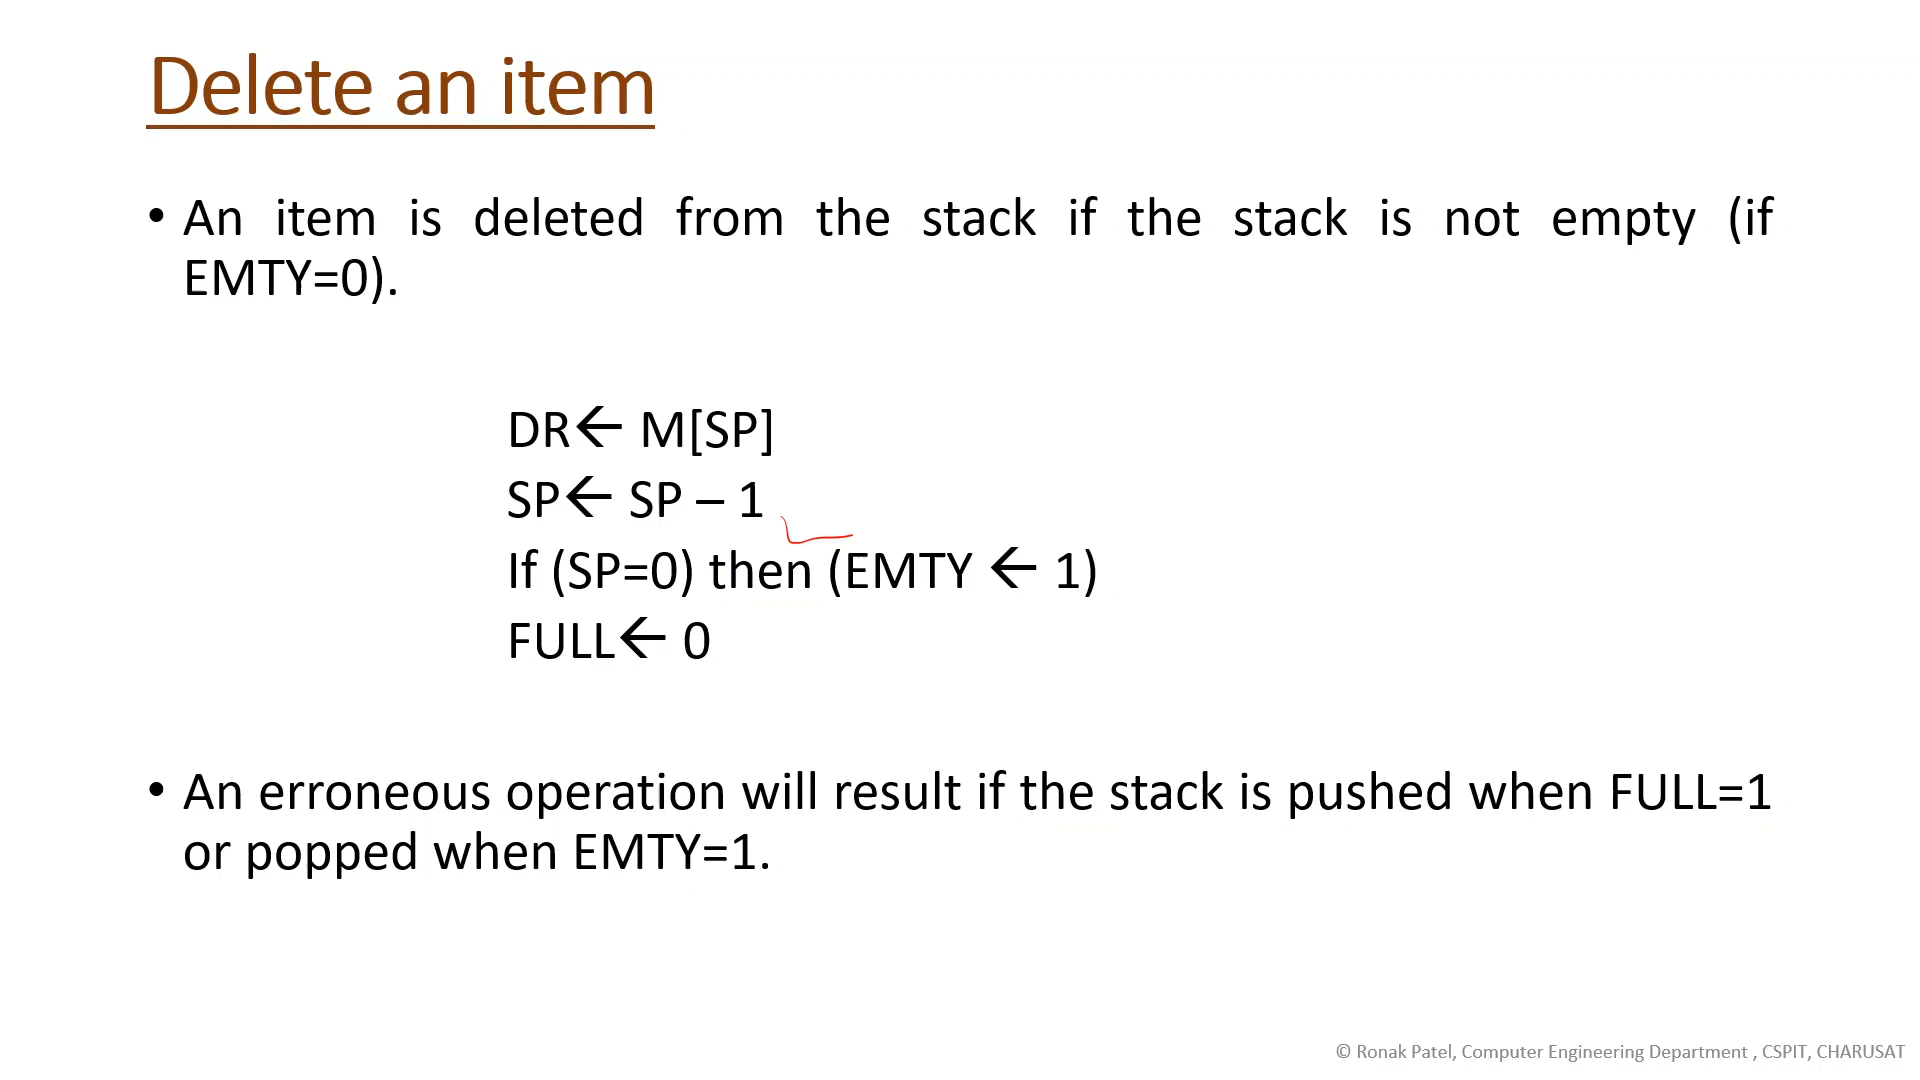 Delete an item
• An item is deleted from the stack if the stack is not empty (if
EMTY=0).
DR← M[SP]
SP← SP – 1
If (SP=0) then (EMTY ← 1)
FULL← 0
• An erroneous operation will result if the stack is pushed when FULL=1
or popped when EMTY=1.
© Ronak Patel, Computer Engineering Department , CSPIT, CHARUSAT